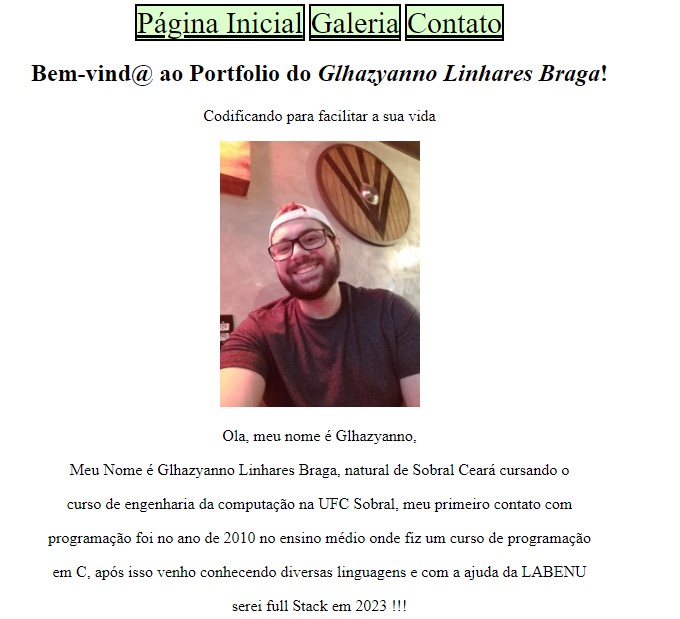 Página Inicial Galeria Contato
Bem-vind@ ao Portfolio do Glhazyanno Linhares Braga!
Codificando para facilitar a sua vida
Ola, meu nome é Glhazyanno,
Meu Nome é Glhazyanno Linhares Braga, natural de Sobral Ceará cursando o
curso de engenharia da computação na UFC Sobral, meu primeiro contato com
programação foi no ano de 2010 no ensino médio onde fiz um curso de programação
em C, após isso venho conhecendo diversas linguagens e com a ajuda da LABENU
serei full Stack em 2023 !!!